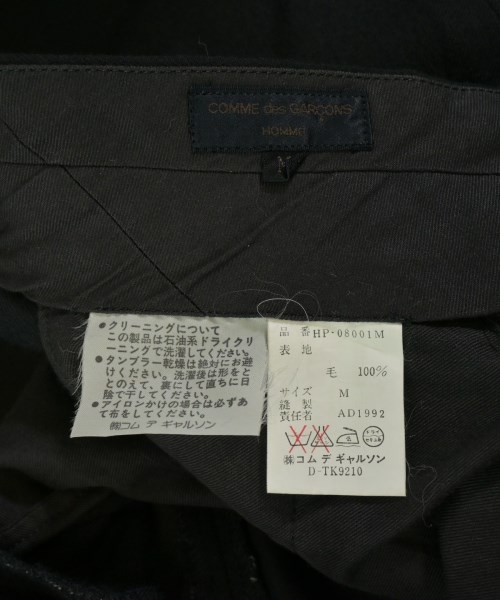 COMME des GARÇONS
HOMME
M
●クリーニングについて
この製品は石油系ドライクリ
ーニングで洗濯してください。
●タンブラー乾燥は絶対にお避
けください。洗濯後は形をと
とのえて、裏にして直ちに日
陰で干してください。
●アイロンかけの場合は必ずあ
て布をしてください。
㈱コム デ ギャルソン
品番 HP-08001M
表地
毛 100%
サイズ M
縫製
責任者 AD1992
㈱コム デ ギャルソン
D-TK9210